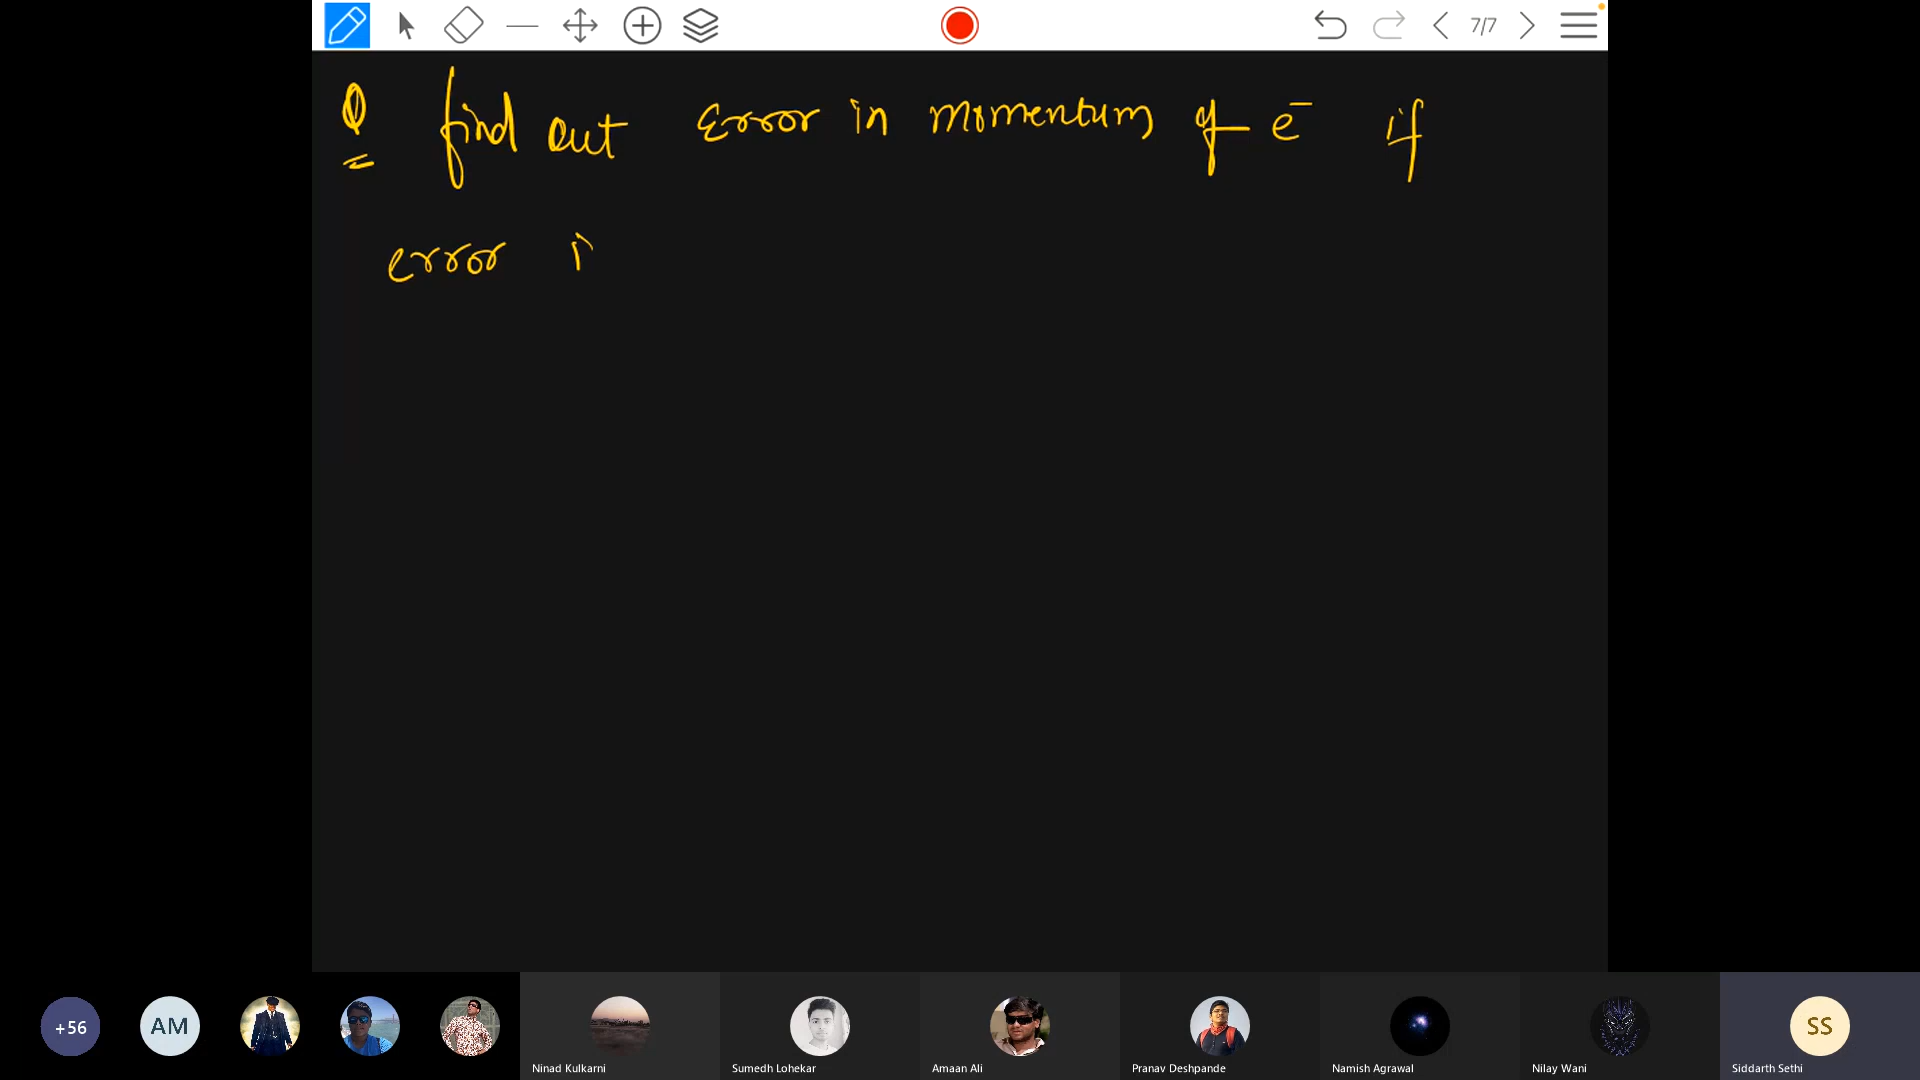 7/7
Q find out Error in momentum of e⁻ if
error i
+56
AM
SS
Ninad Kulkarni
Sumedh Lohekar
Amaan Ali
Pranav Deshpande
Namish Agrawal
Nilay Wani
Siddarth Sethi